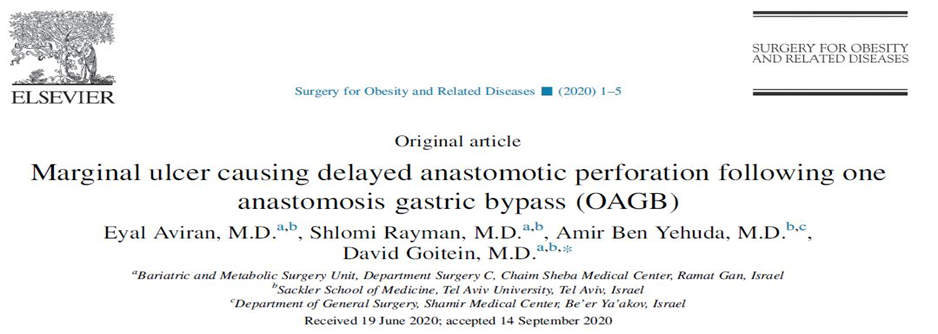 ELSEVIER
SURGERY FOR OBESITY
AND RELATED DISEASES
Surgery for Obesity and Related Diseases ■ (2020) 1–5
Original article
Marginal ulcer causing delayed anastomotic perforation following one
anastomosis gastric bypass (OAGB)
Eyal Aviran, M.D.a,b, Shlomi Rayman, M.D.a,b, Amir Ben Yehuda, M.D.b,c,
David Goitein, M.D.a,b,*
aBariatric and Metabolic Surgery Unit, Department Surgery C, Chaim Sheba Medical Center, Ramat Gan, Israel
bSackler School of Medicine, Tel Aviv University, Tel Aviv, Israel
cDepartment of General Surgery, Shamir Medical Center, Be'er Ya'akov, Israel
Received 19 June 2020; accepted 14 September 2020